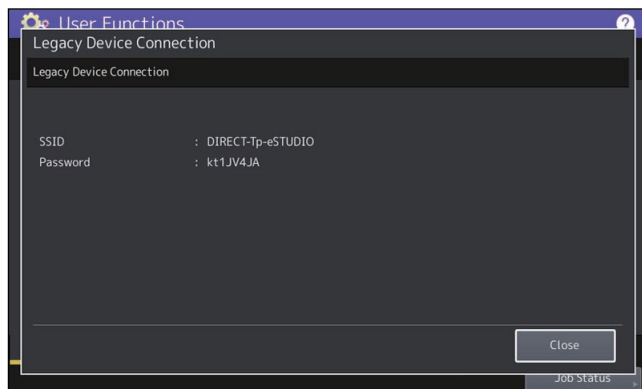 User Functions
?
Legacy Device Connection
Legacy Device Connection
SSID : DIRECT-Tp-eSTUDIO
Password : kt1JV4JA
Close
Job Status